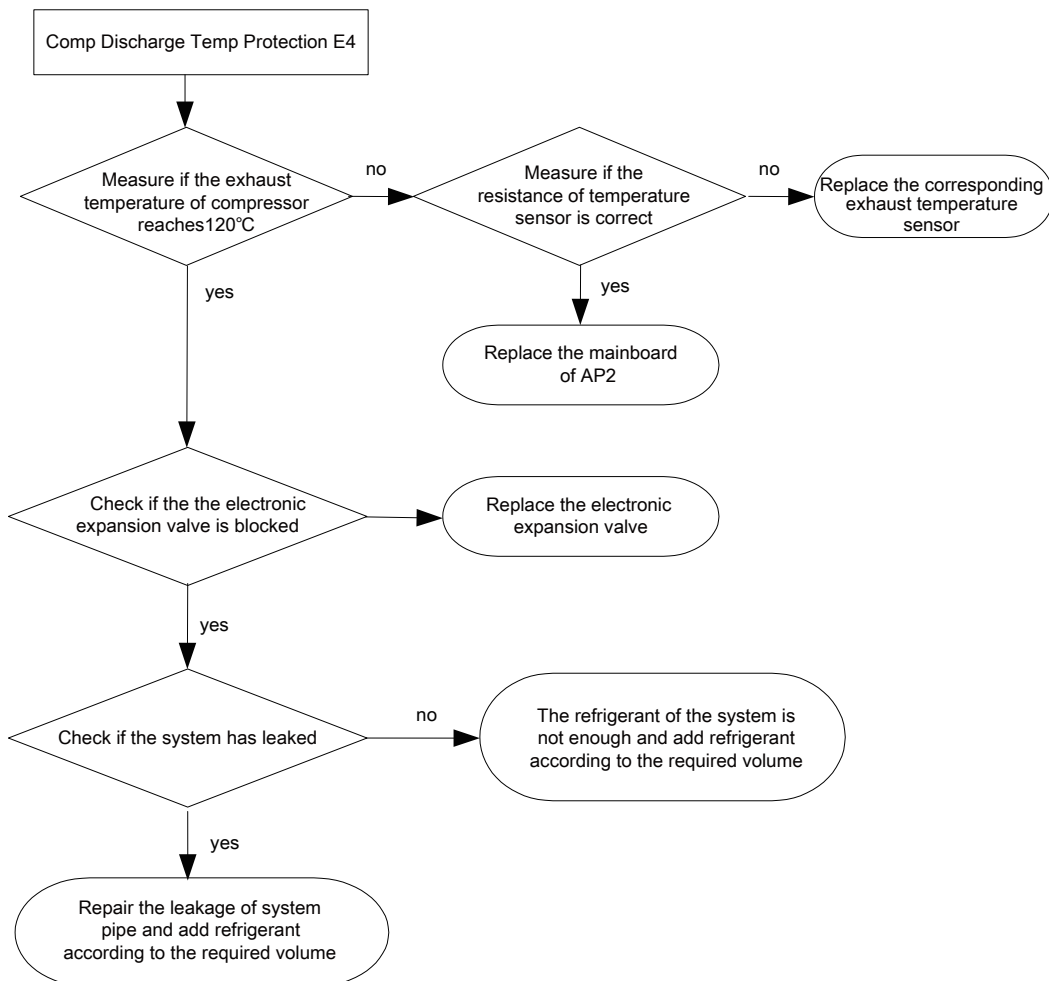 Comp Discharge Temp Protection E4
Measure if the exhaust
temperature of compressor
reaches120℃
no
Measure if the
resistance of temperature
sensor is correct
no
Replace the corresponding
exhaust temperature
sensor
yes
yes
Replace the mainboard
of AP2
Check if the the electronic
expansion valve is blocked
Replace the electronic
expansion valve
yes
Check if the system has leaked
no
The refrigerant of the system is
not enough and add refrigerant
according to the required volume
yes
Repair the leakage of system
pipe and add refrigerant
according to the required volume